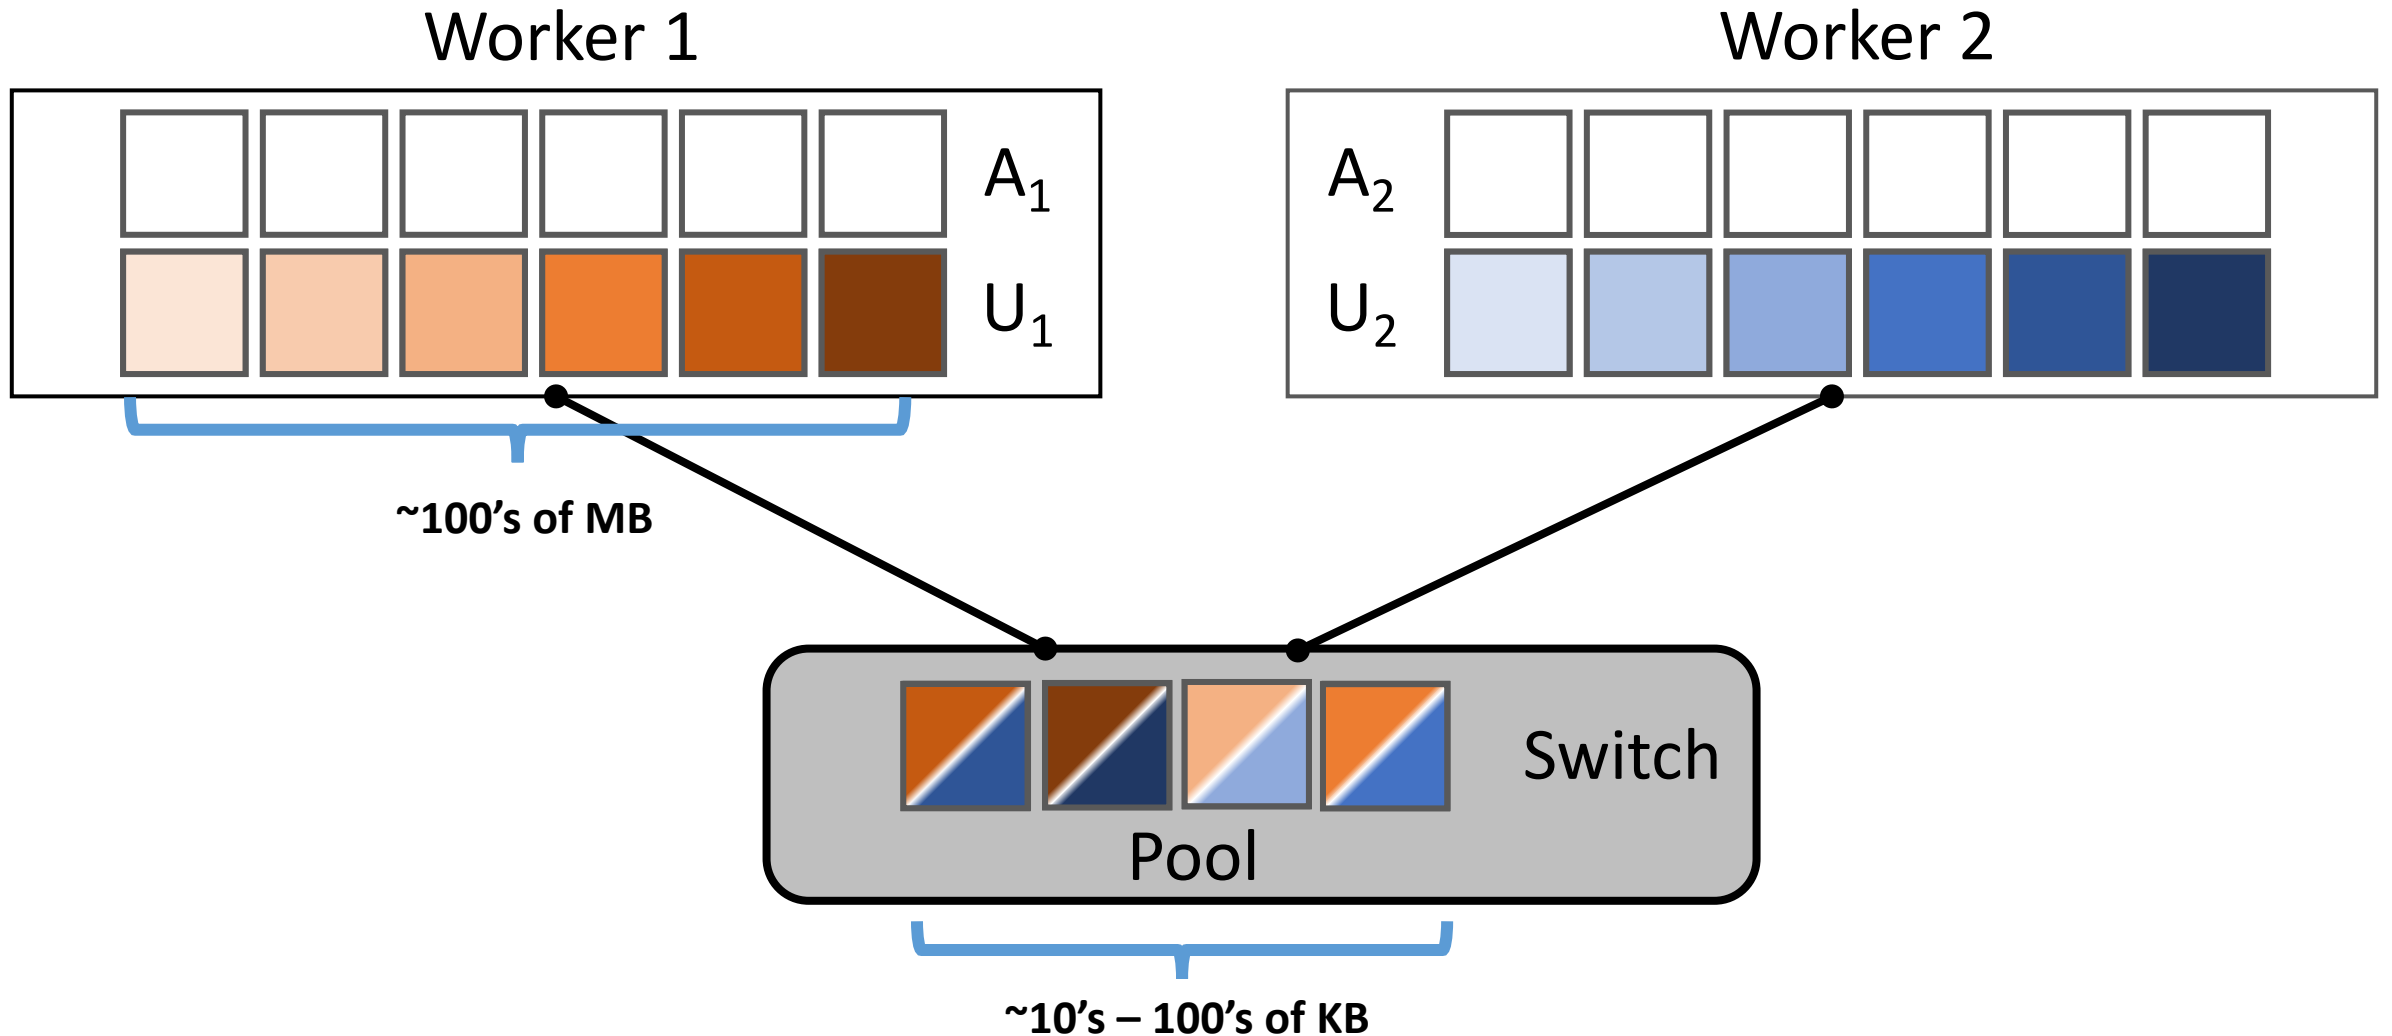 Worker 1
Worker 2
A1
A2
U1
U2
~100’s of MB
Switch
Pool
~10’s – 100’s of KB